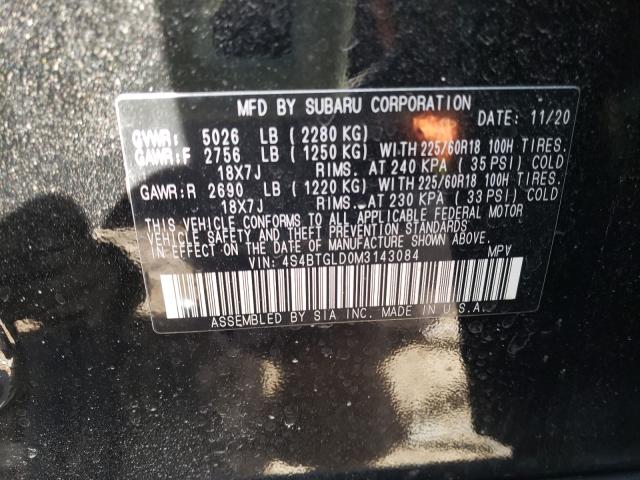 MFD BY SUBARU CORPORATION DATE: 11/20
GVWR: 5026 LB (2280 KG)
GAWR:F 2756 LB (1250 KG) WITH 225/60R18 100H TIRES.
18X7J RIMS. AT 240 KPA (35 PSI) COLD
GAWR:R 2690 LB (1220 KG) WITH 225/60R18 100H TIRES.
18X7J RIMS. AT 230 KPA (33 PSI) COLD
THIS VEHICLE CONFORMS TO ALL APPLICABLE FEDERAL MOTOR
VEHICLE SAFETY AND THEFT PREVENTION STANDARDS
IN EFFECT ON THE DATE OF MANUFACTURE SHOWN ABOVE.
VIN: 4S4BTGLD0M3143084 MPV
ASSEMBLED BY SIA INC. MADE IN U.S.A.